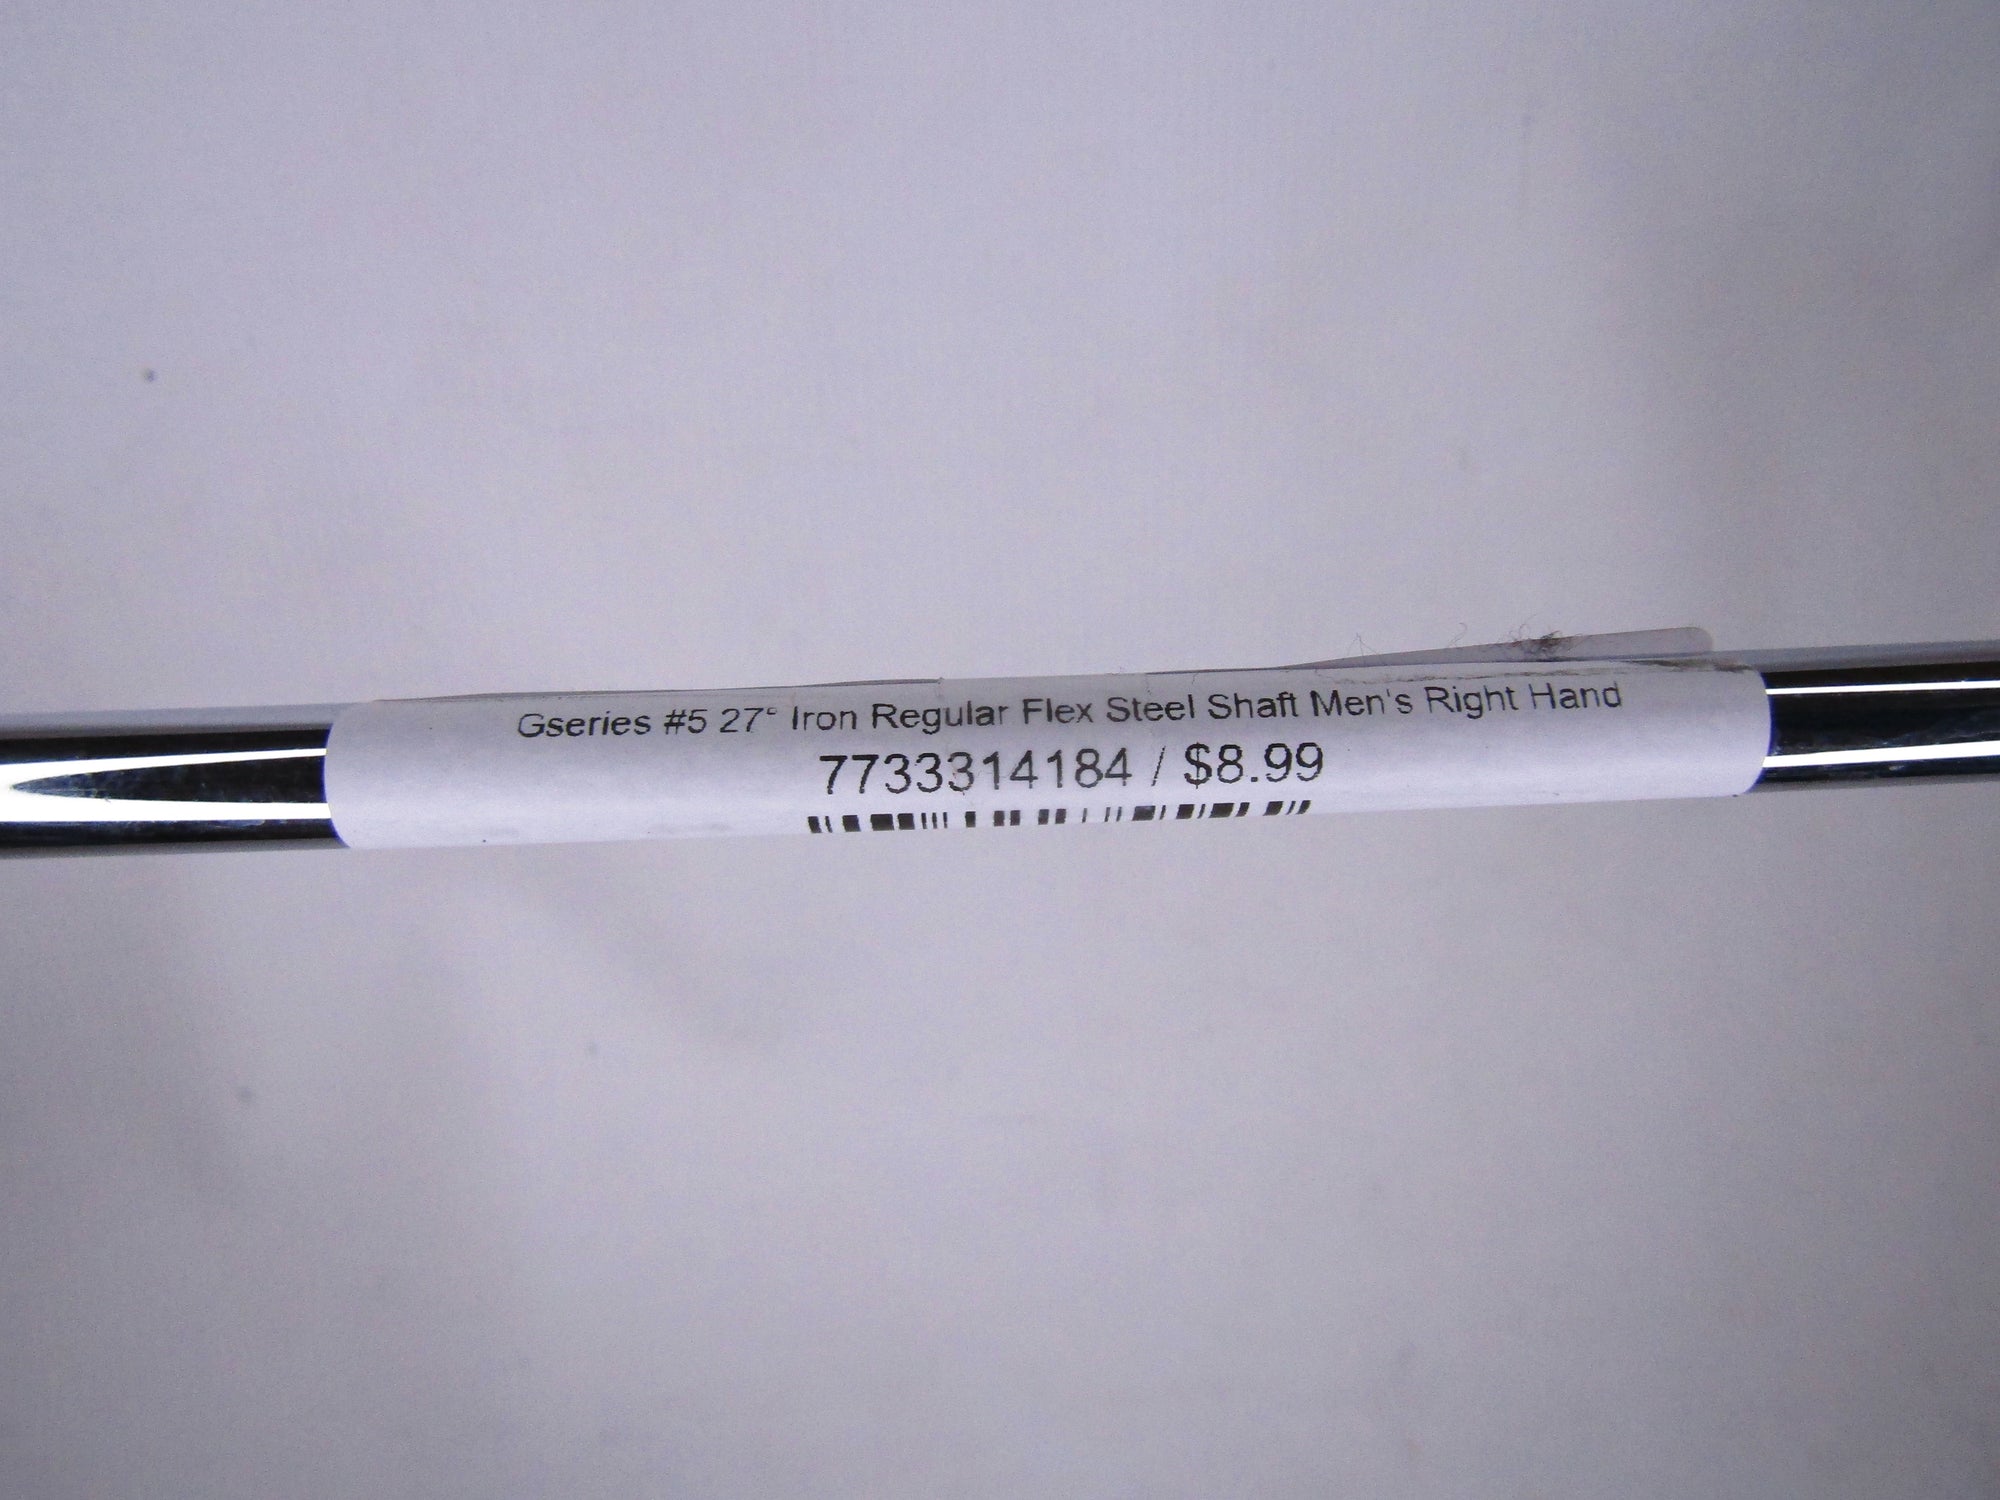 Gseries #5 27° Iron Regular Flex Steel Shaft Men's Right Hand
7733314184 / $8.99